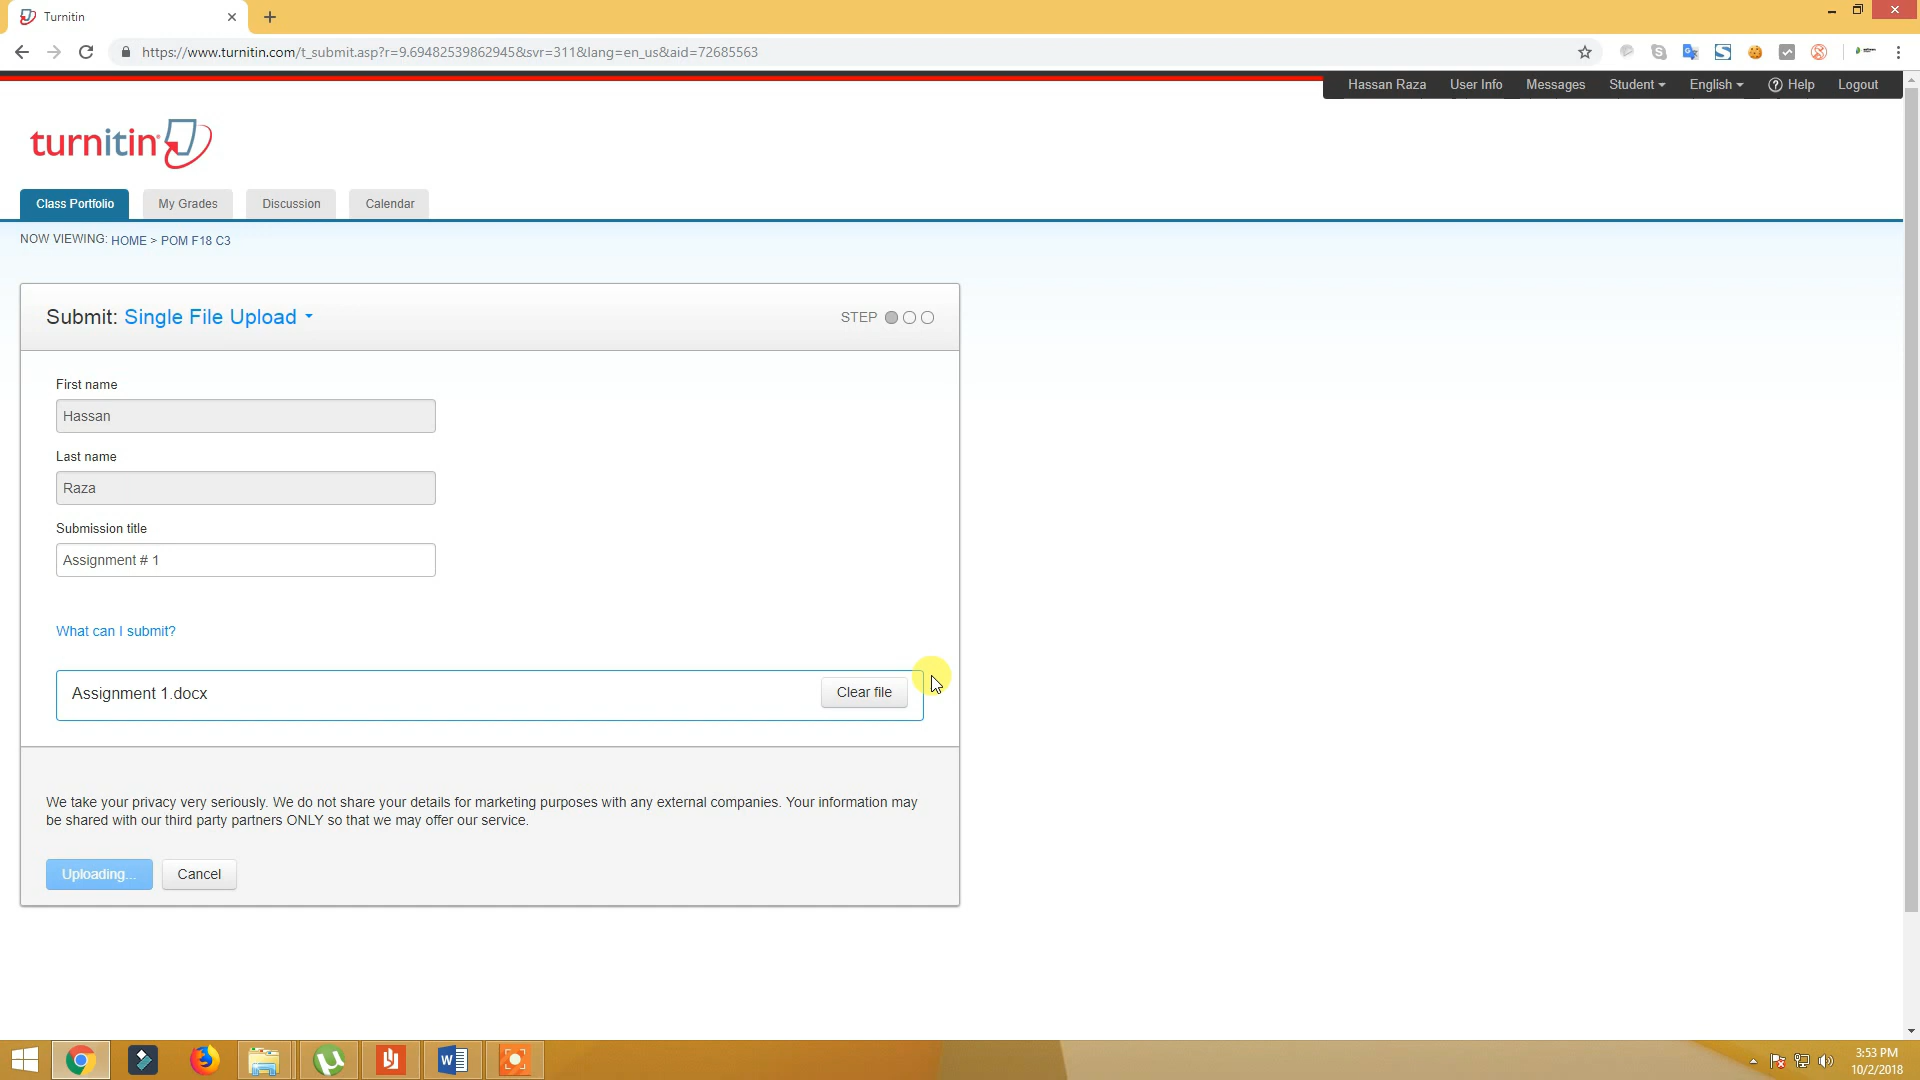 Turnitin
https://www.turnitin.com/t_submit.asp?r=9.69482539862945&svr=311&lang=en_us&aid=72685563
Hassan Raza User Info Messages Student English Help Logout
turnitin
Class Portfolio My Grades Discussion Calendar
NOW VIEWING: HOME > POM F18 C3
Submit: Single File Upload STEP
First name
Hassan
Last name
Raza
Submission title
Assignment # 1
What can I submit?
Assignment 1.docx Clear file
We take your privacy very seriously. We do not share your details for marketing purposes with any external companies. Your information may
be shared with our third party partners ONLY so that we may offer our service.
Uploading... Cancel
3:53 PM
10/2/2018